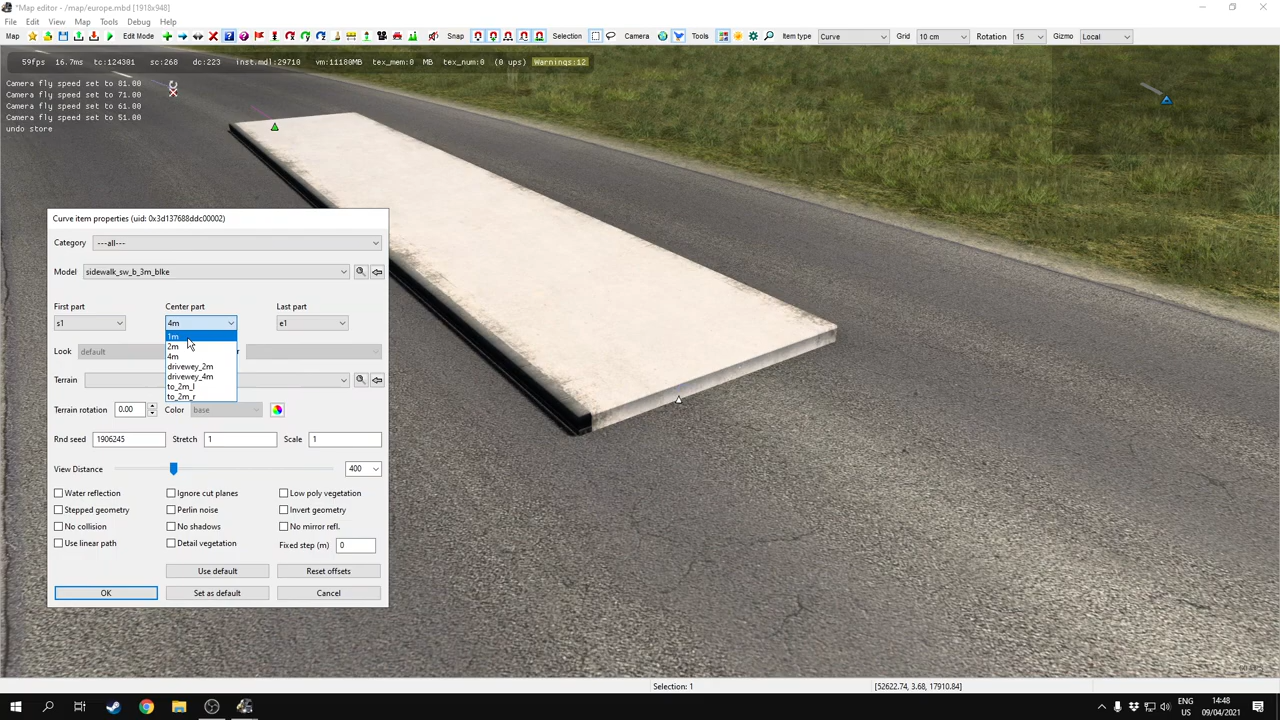 *Map editor - /map/europe.mbd [1918x948]
File Edit View Map Tools Debug Help
Map Edit Mode Snap Selection Camera Tools Item type Curve Grid 10 cm Rotation 15 Gizmo Local
59fps 16.7ms tc:124301 sc:268 dc:223 inst.mdl:29710 vm:11180MB tex_mem:0 MB tex_num:0 (0 ups) Warnings:12
Camera fly speed set to 81.00
Camera fly speed set to 71.00
Camera fly speed set to 61.00
Camera fly speed set to 51.00
undo store
Curve item properties (uid: 0x3d137688ddc00002)
Category ---all---
Model sidewalk_sw_b_3m_blke
First part Center part Last part
s1 4m e1
1m
2m
4m
drivewey_2m
drivewey_4m
to_2m_l
to_2m_r
Look default
Terrain
Terrain rotation 0.00 Color base
Rnd seed 1906245 Stretch 1 Scale 1
View Distance 400
Water reflection Ignore cut planes Low poly vegetation
Stepped geometry Perlin noise Invert geometry
No collision No shadows No mirror refl.
Use linear path Detail vegetation Fixed step (m) 0
Use default Reset offsets
OK Set as default Cancel
Selection: 1 [52622.74, 3.68, 17910.84]
ENG 14:48
US 09/04/2021